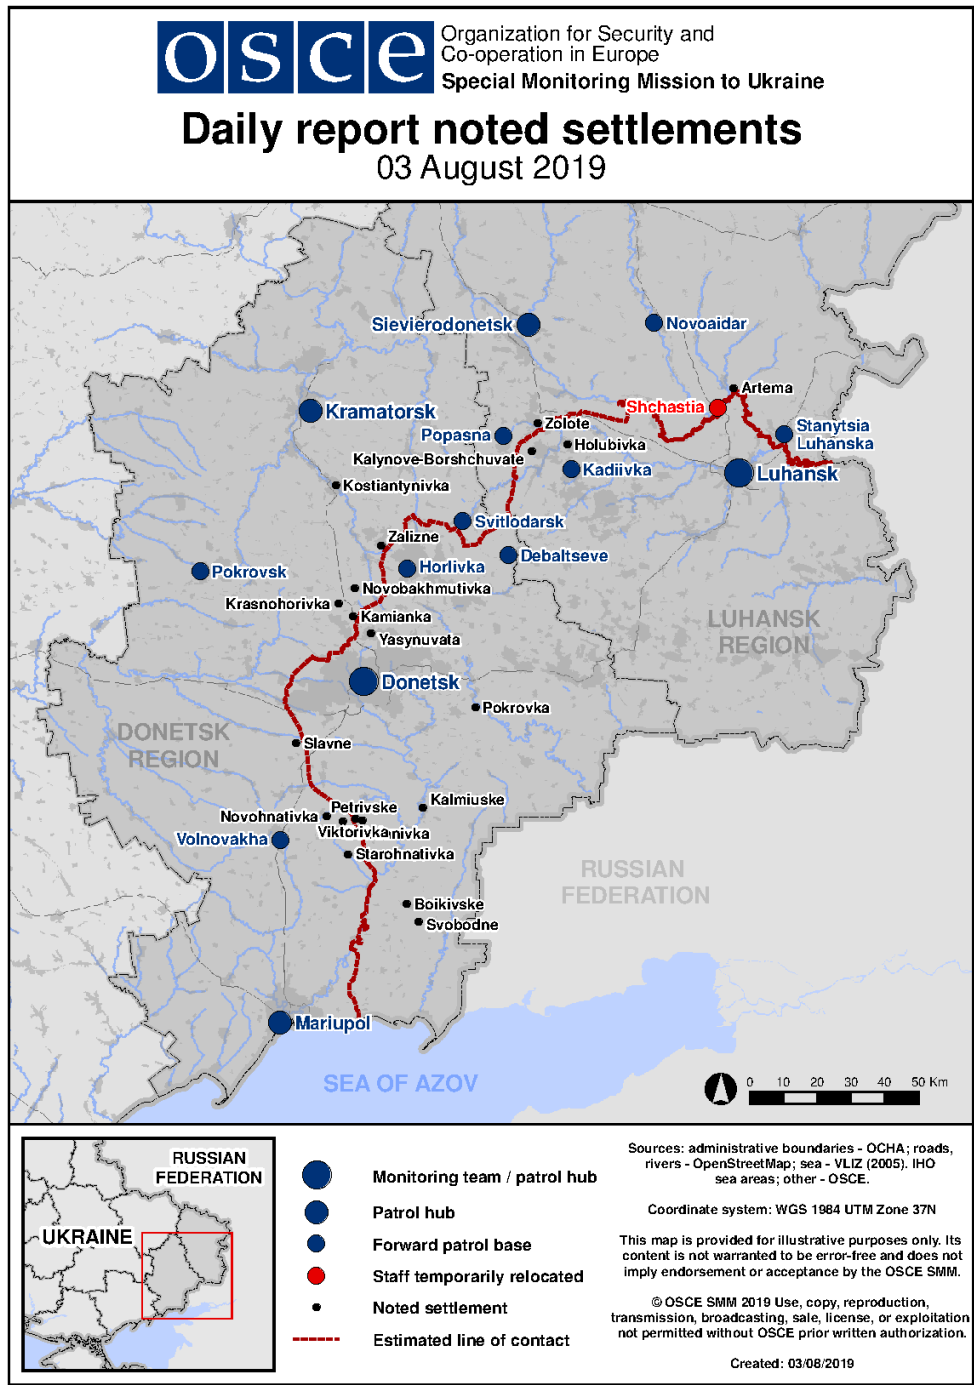 osce
Organization for Security and
Co-operation in Europe
Special Monitoring Mission to Ukraine
Daily report noted settlements
03 August 2019
Sievierodonetsk
Novoaidar
Artema
Shchastia
Kramatorsk
Zolote
Stanytsia
Luhanska
Popasna
Holubivka
Kalynove-Borshchuvate
Kadiivka
Luhansk
Kostiantynivka
Svitlodarsk
Zalizne
Debaltseve
Horlivka
Pokrovsk
Novobakhmutivka
Krasnohorivka
Kamianka
LUHANSK
REGION
Yasynuvata
Donetsk
Pokrovka
DONETSK
REGION
Slavne
Kalmiuske
Petrivske
Novohnativka
Viktorivka
nivka
Volnovakha
Starohnativka
RUSSIAN
FEDERATION
Boikivske
Svobodne
Mariupol
SEA OF AZOV
0 10 20 30 40 50 Km
RUSSIAN
FEDERATION
UKRAINE
Monitoring team / patrol hub
Patrol hub
Forward patrol base
Staff temporarily relocated
Noted settlement
Estimated line of contact
Sources: administrative boundaries - OCHA; roads,
rivers - OpenStreetMap; sea - VLIZ (2005). IHO
sea areas; other - OSCE.
Coordinate system: WGS 1984 UTM Zone 37N
This map is provided for illustrative purposes only. Its
content is not warranted to be error-free and does not
imply endorsement or acceptance by the OSCE SMM.
© OSCE SMM 2019 Use, copy, reproduction,
transmission, broadcasting, sale, license, or exploitation
not permitted without OSCE prior written authorization.
Created: 03/08/2019